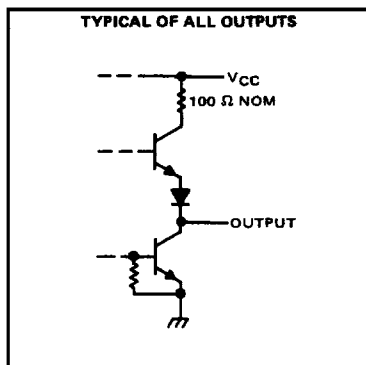 TYPICAL OF ALL OUTPUTS
VCC
100 Ω NOM
OUTPUT